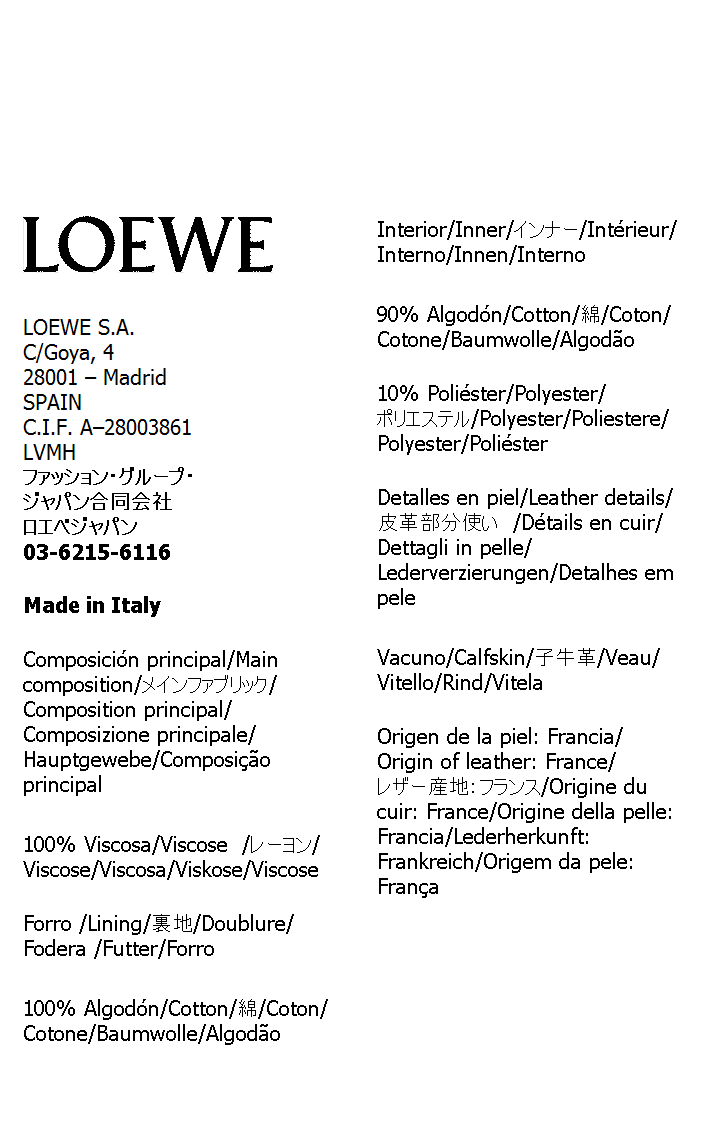 LOEWE
LOEWE S.A.
C/Goya, 4
28001 – Madrid
SPAIN
C.I.F. A–28003861
LVMH
ファッション・グループ・
ジャパン合同会社
ロエベジャパン
03-6215-6116
Made in Italy
Composición principal/Main
composition/メインファブリック/
Composition principal/
Composizione principale/
Hauptgewebe/Composição
principal
100% Viscosa/Viscose /レーヨン/
Viscose/Viscosa/Viskose/Viscose
Forro /Lining/裏地/Doublure/
Fodera /Futter/Forro
100% Algodón/Cotton/綿/Coton/
Cotone/Baumwolle/Algodão
Interior/Inner/インナー/Intérieur/
Interno/Innen/Interno
90% Algodón/Cotton/綿/Coton/
Cotone/Baumwolle/Algodão
10% Poliéster/Polyester/
ポリエステル/Polyester/Poliestere/
Polyester/Poliéster
Detalles en piel/Leather details/
皮革部分使い /Détails en cuir/
Dettagli in pelle/
Lederverzierungen/Detalhes em
pele
Vacuno/Calfskin/子牛革/Veau/
Vitello/Rind/Vitela
Origen de la piel: Francia/
Origin of leather: France/
レザー産地：フランス/Origine du
cuir: France/Origine della pelle:
Francia/Lederherkunft:
Frankreich/Origem da pele:
França